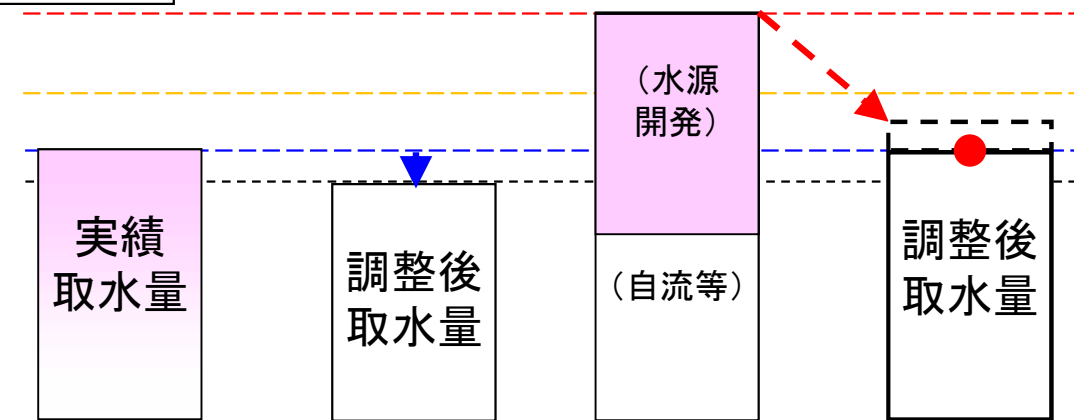 実績
取水量
調整後
取水量
（水源
開発）
（自流等）
調整後
取水量